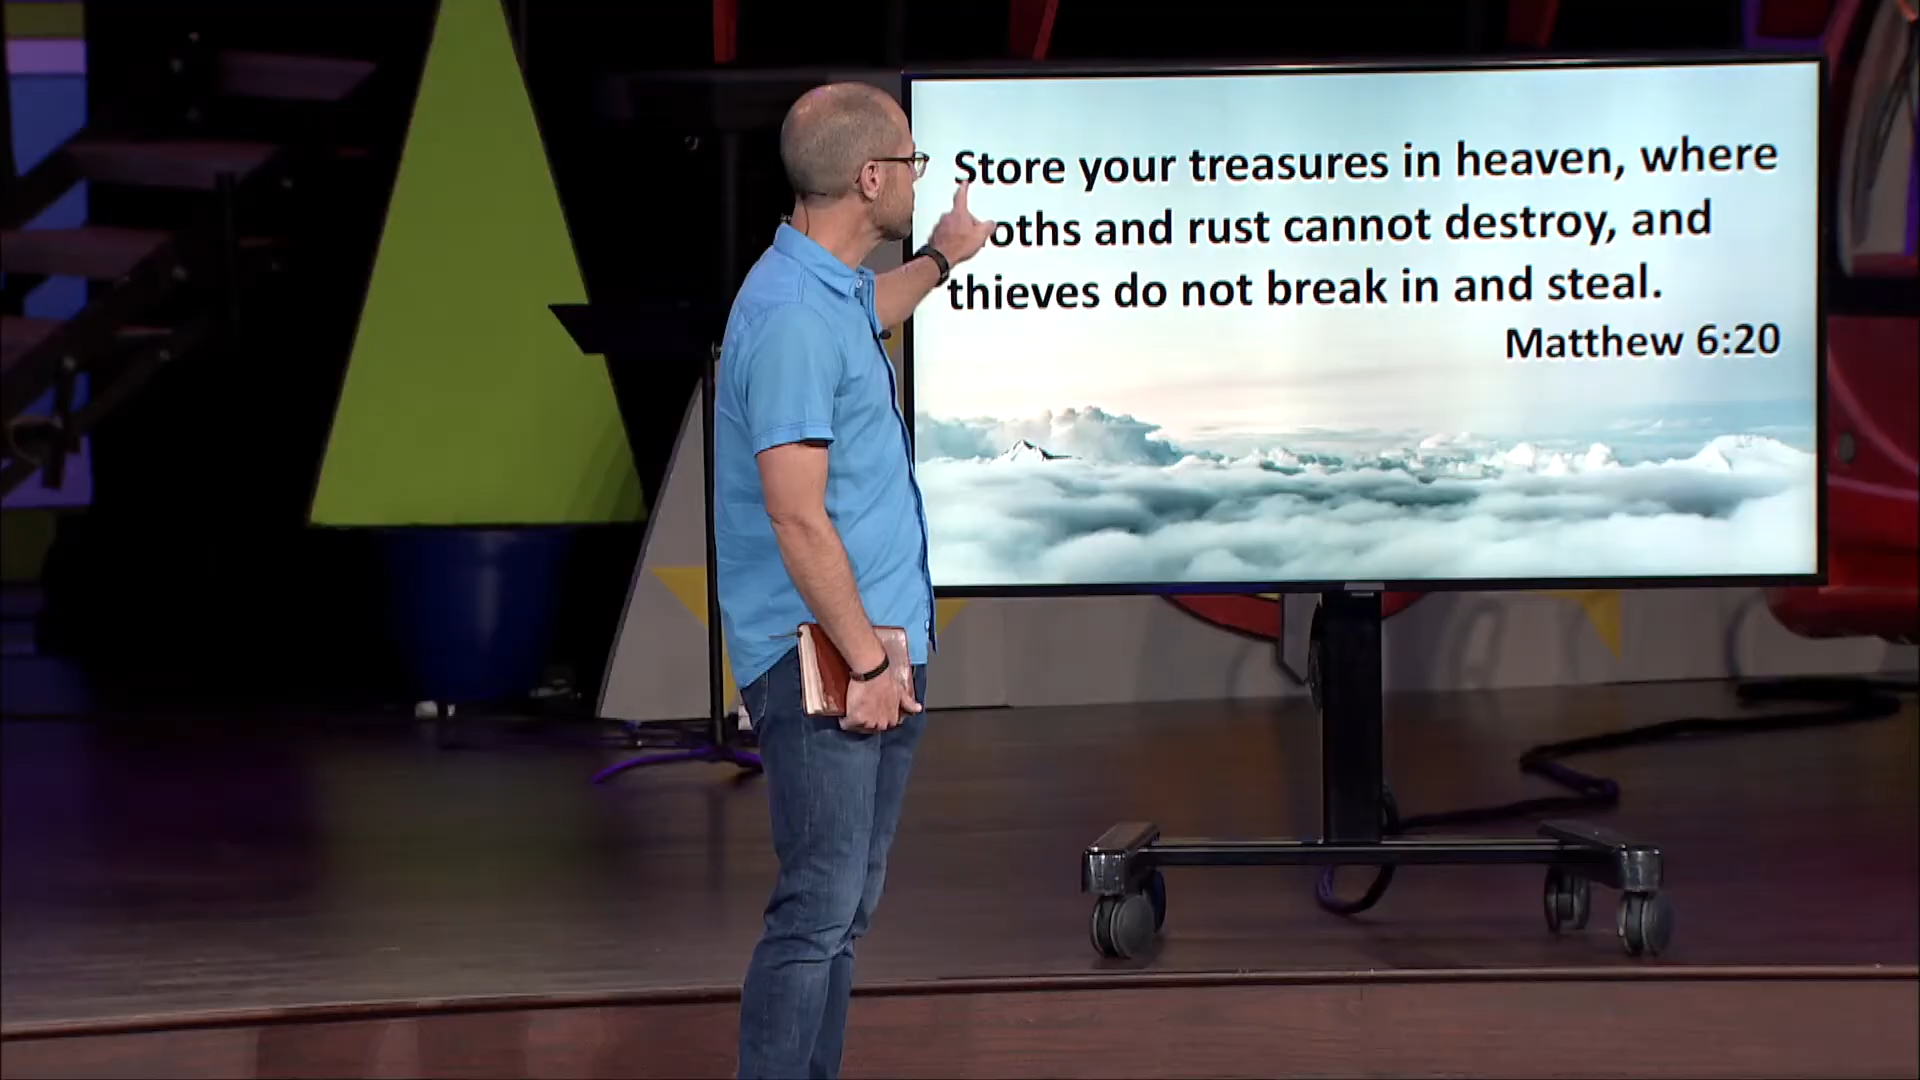 Store your treasures in heaven, where
oths and rust cannot destroy, and
thieves do not break in and steal.
Matthew 6:20